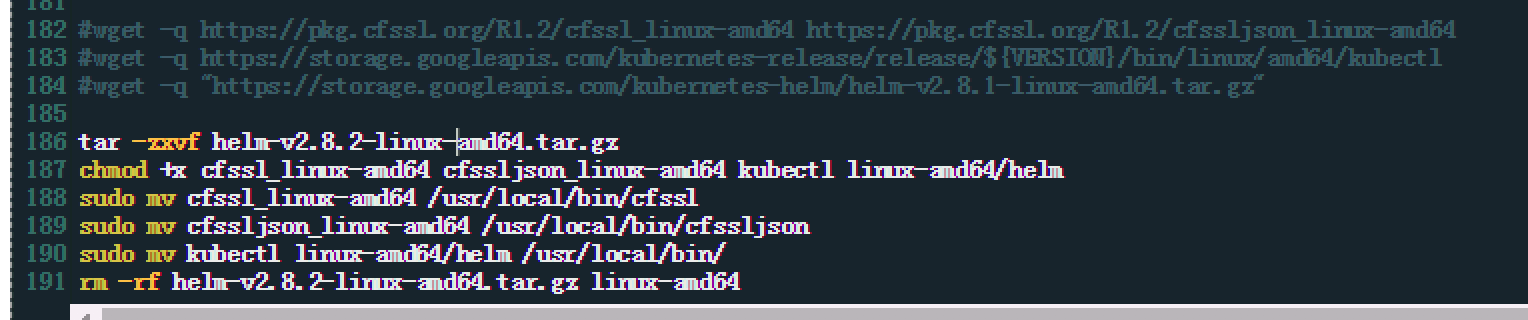 181
182 #wget -q https://pkg.cfssl.org/R1.2/cfssl_linux-amd64 https://pkg.cfssl.org/R1.2/cfssljson_linux-amd64
183 #wget -q https://storage.googleapis.com/kubernetes-release/release/${VERSION}/bin/linux/amd64/kubectl
184 #wget -q "https://storage.googleapis.com/kubernetes-helm/helm-v2.8.1-linux-amd64.tar.gz"
185
186 tar -zxvf helm-v2.8.2-linux-amd64.tar.gz
187 chmod +x cfssl_linux-amd64 cfssljson_linux-amd64 kubectl linux-amd64/helm
188 sudo mv cfssl_linux-amd64 /usr/local/bin/cfssl
189 sudo mv cfssljson_linux-amd64 /usr/local/bin/cfssljson
190 sudo mv kubectl linux-amd64/helm /usr/local/bin/
191 rm -rf helm-v2.8.2-linux-amd64.tar.gz linux-amd64